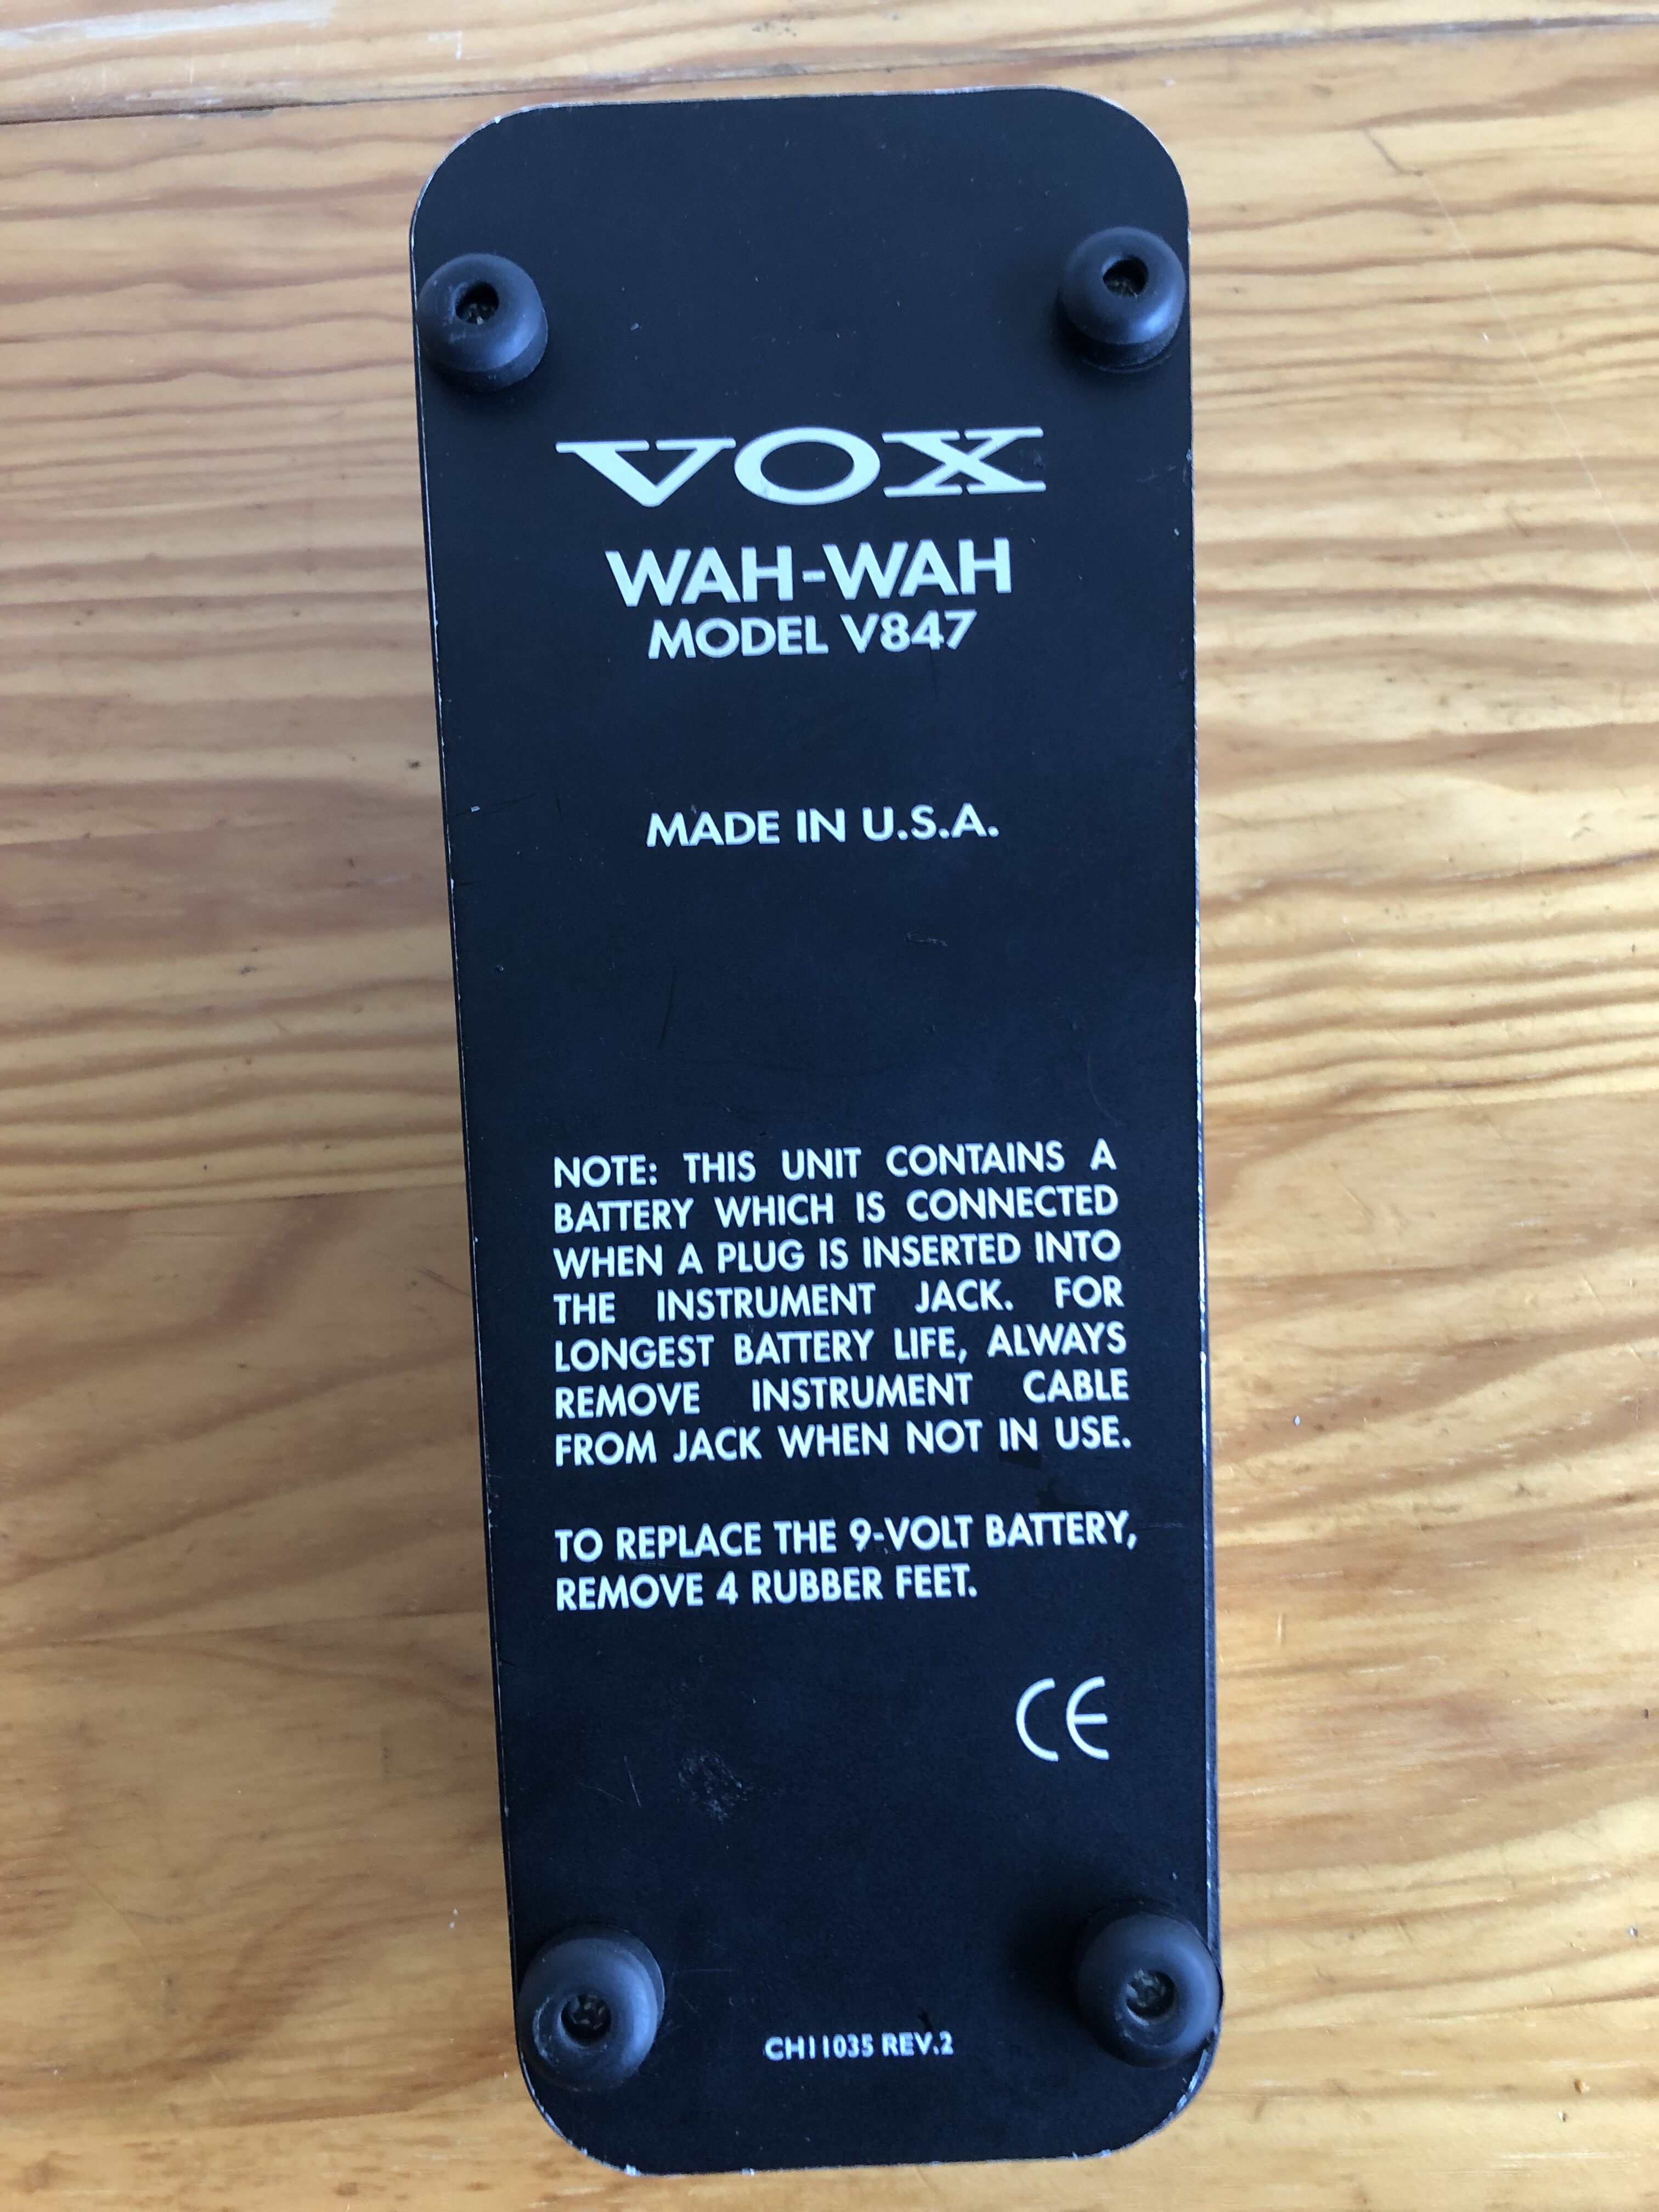 VOX
WAH-WAH
MODEL V847
MADE IN U.S.A.
NOTE: THIS UNIT CONTAINS A
BATTERY WHICH IS CONNECTED
WHEN A PLUG IS INSERTED INTO
THE INSTRUMENT JACK. FOR
LONGEST BATTERY LIFE, ALWAYS
REMOVE INSTRUMENT CABLE
FROM JACK WHEN NOT IN USE.
TO REPLACE THE 9-VOLT BATTERY,
REMOVE 4 RUBBER FEET.
CE
CH11035 REV.2